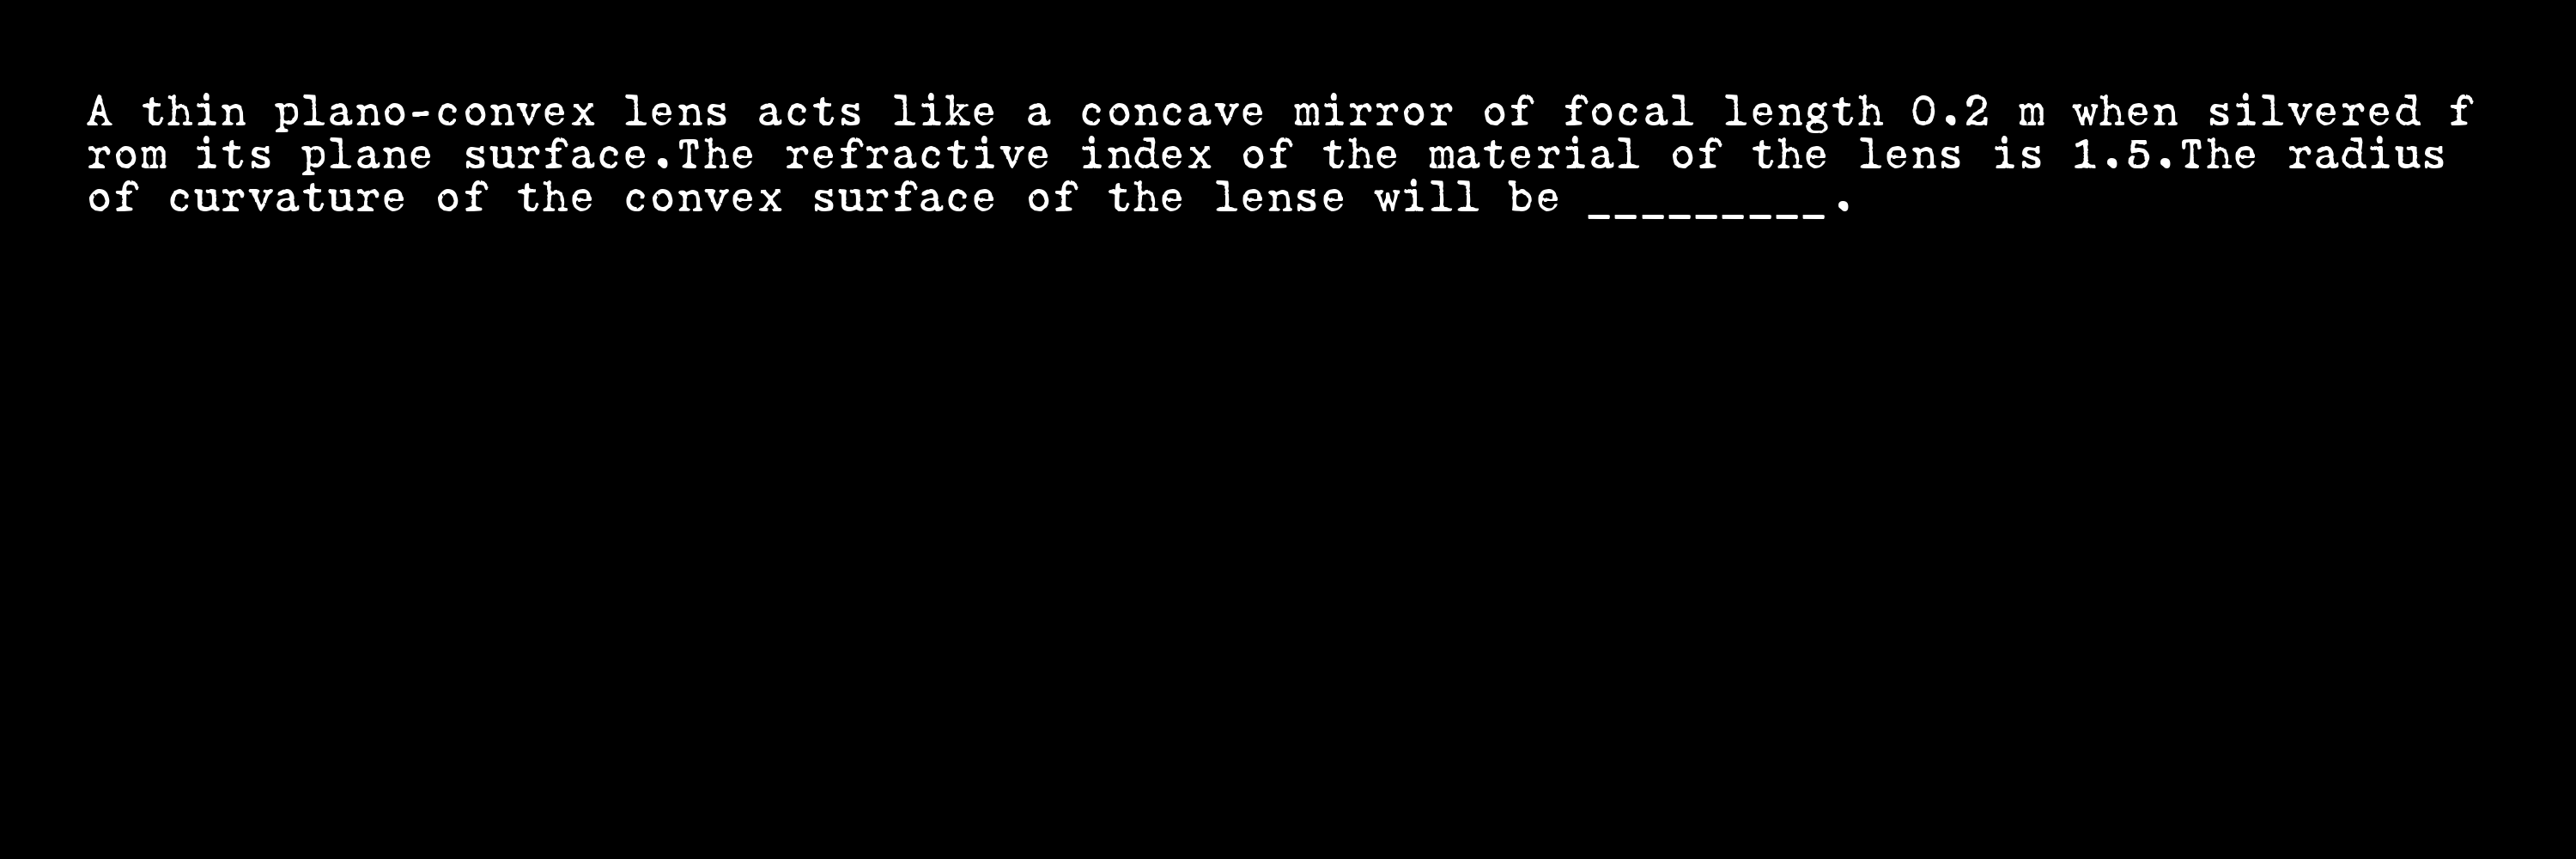 A thin plano-convex lens acts like a concave mirror of focal length 0.2 m when silvered f
rom its plane surface.The refractive index of the material of the lens is 1.5.The radius
of curvature of the convex surface of the lense will be _________.